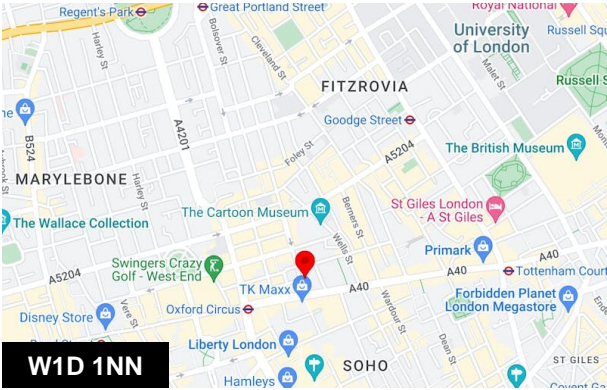 Regent's Park
Great Portland Street
Royal National
Harley St
Bolsover St
Cleveland St
University
of London
Russell Squ
FITZROVIA
Malet St
Russell S
Goodge Street
ne
B524
A4201
Foley St
A5204
The British Museum
MARYLEBONE
Harley St
The Wallace Collection
The Cartoon Museum
Berners St
St Giles London
- A St Giles
Wells St
Primark
A40
Swingers Crazy
Golf - West End
A5204
A40
Tottenham Court
TK Maxx
A40
Vere St
Oxford Circus
Wardour St
Forbidden Planet
London Megastore
Disney Store
Dean St
Liberty London
SOHO
ST GILES
W1D 1NN
Hamleys
Covent Ga